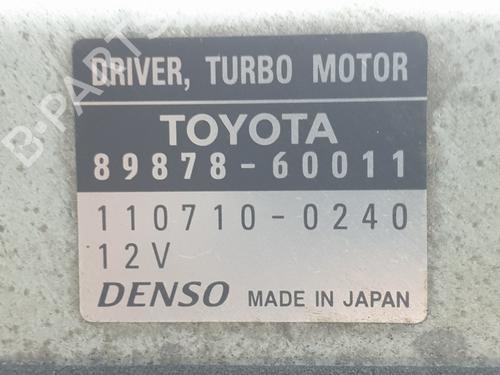 DRIVER, TURBO MOTOR
TOYOTA
89878-60011
110710-0240
12V
DENSO MADE IN JAPAN
B-PARTS